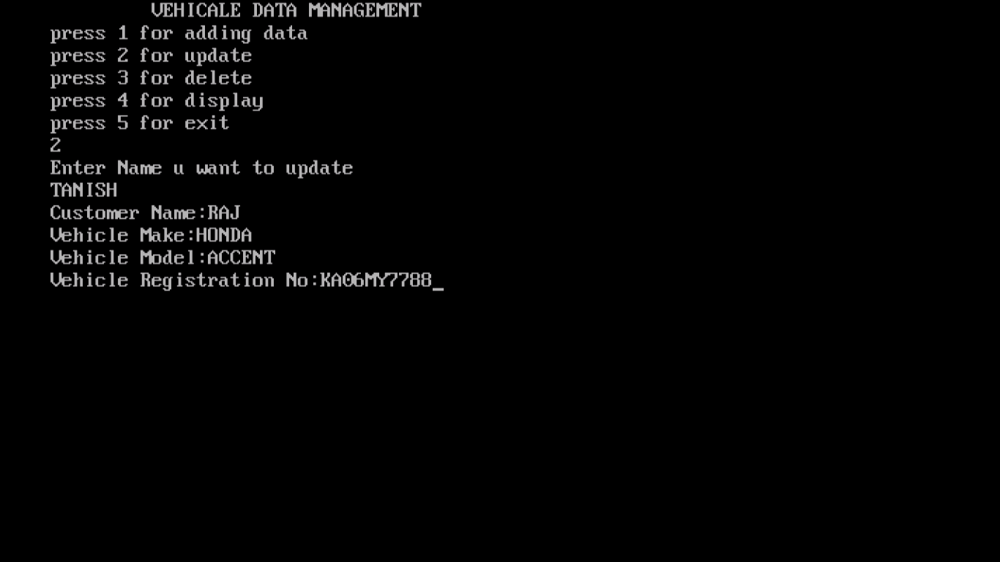 VEHICALE DATA MANAGEMENT
press 1 for adding data
press 2 for update
press 3 for delete
press 4 for display
press 5 for exit
2
Enter Name u want to update
TANISH
Customer Name:RAJ
Vehicle Make:HONDA
Vehicle Model:ACCENT
Vehicle Registration No:KA06MY7788_